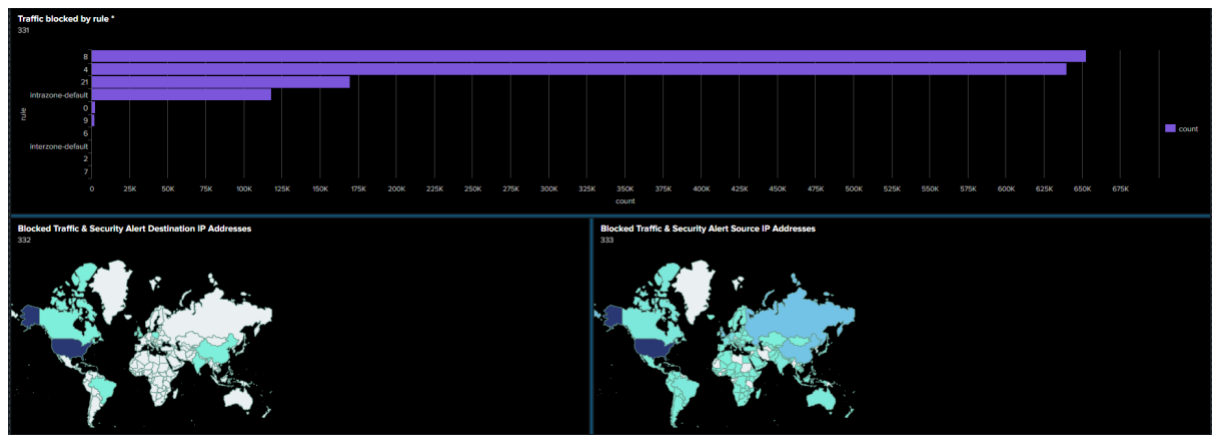 Traffic blocked by rule *
331
8
4
21
intrazone-default
0
9
6
interzone-default
2
7
rule
count
0 25K 50K 75K 100K 125K 150K 175K 200K 225K 250K 275K 300K 325K 350K 375K 400K 425K 450K 475K 500K 525K 550K 575K 600K 625K 650K 675K
count
Blocked Traffic & Security Alert Destination IP Addresses
332
Blocked Traffic & Security Alert Source IP Addresses
333